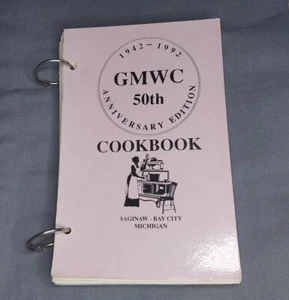 1942 - 1992
GMWC
50th
ANNIVERSARY EDITION
COOKBOOK
SAGINAW - BAY CITY
MICHIGAN